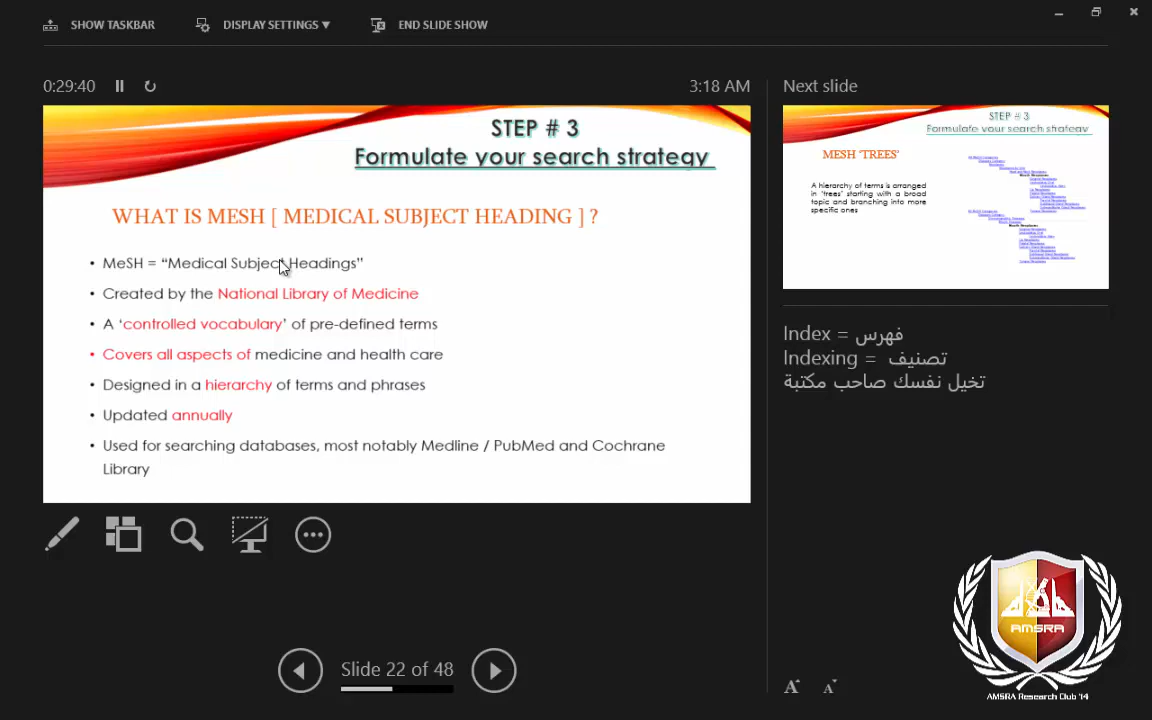 SHOW TASKBAR
DISPLAY SETTINGS ▼
END SLIDE SHOW
0:29:40
3:18 AM
Next slide
STEP # 3
Formulate your search strategy
WHAT IS MESH [ MEDICAL SUBJECT HEADING ] ?
• MeSH = “Medical Subject Headings”
• Created by the National Library of Medicine
• A ‘controlled vocabulary’ of pre-defined terms
• Covers all aspects of medicine and health care
• Designed in a hierarchy of terms and phrases
• Updated annually
• Used for searching databases, most notably Medline / PubMed and Cochrane
Library
STEP # 3
Formulate your search strategy
MESH ‘TREES’
A hierarchy of terms is arranged
in ‘trees’ starting with a broad
topic and branching into more
specific ones
Index = فهرس
Indexing = تصنيف
تخيل نفسك صاحب مكتبة
Slide 22 of 48
A
A
AMSRA
AMSRA Research Club '14